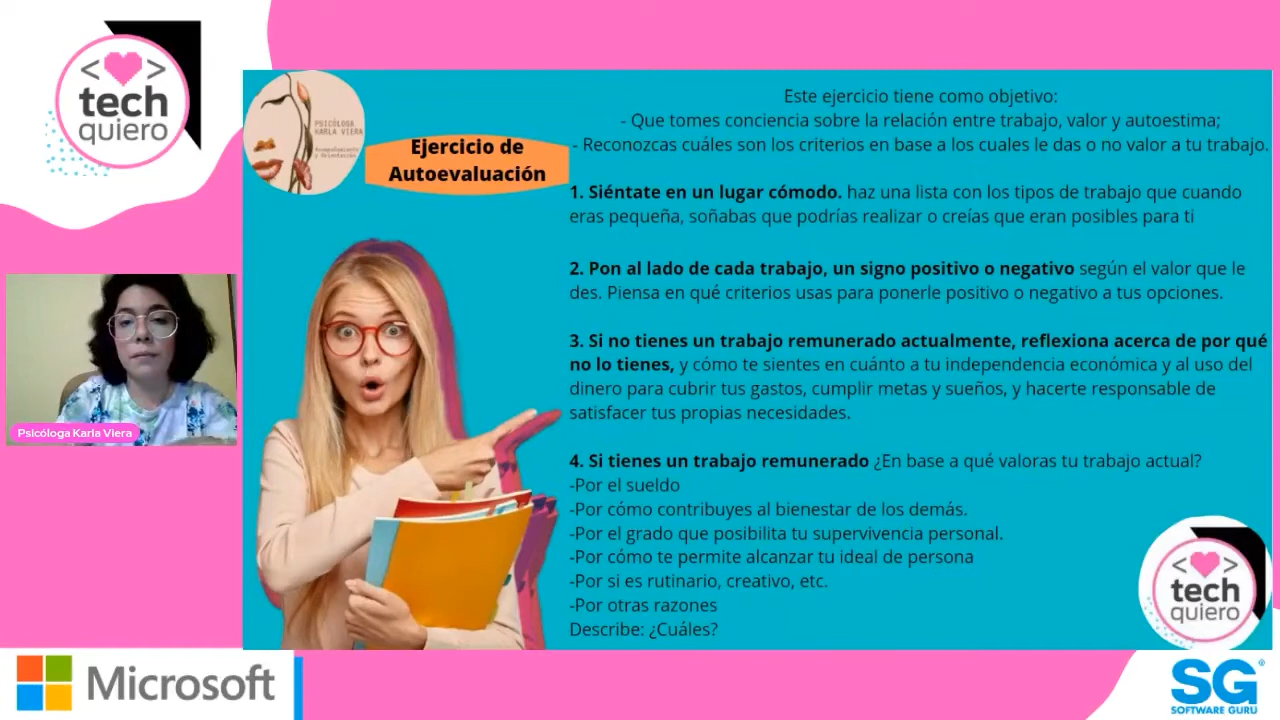 <>
tech
quiero
PSICÓLOGA
KARLA VIERA
Acompañamiento
y Orientación
Ejercicio de
Autoevaluación
Este ejercicio tiene como objetivo:
- Que tomes conciencia sobre la relación entre trabajo, valor y autoestima;
- Reconozcas cuáles son los criterios en base a los cuales le das o no valor a tu trabajo.
1. Siéntate en un lugar cómodo. haz una lista con los tipos de trabajo que cuando
eras pequeña, soñabas que podrías realizar o creías que eran posibles para ti
2. Pon al lado de cada trabajo, un signo positivo o negativo según el valor que le
des. Piensa en qué criterios usas para ponerle positivo o negativo a tus opciones.
3. Si no tienes un trabajo remunerado actualmente, reflexiona acerca de por qué
no lo tienes, y cómo te sientes en cuánto a tu independencia económica y al uso del
dinero para cubrir tus gastos, cumplir metas y sueños, y hacerte responsable de
satisfacer tus propias necesidades.
4. Si tienes un trabajo remunerado ¿En base a qué valoras tu trabajo actual?
-Por el sueldo
-Por cómo contribuyes al bienestar de los demás.
-Por el grado que posibilita tu supervivencia personal.
-Por cómo te permite alcanzar tu ideal de persona
-Por si es rutinario, creativo, etc.
-Por otras razones
Describe: ¿Cuáles?
Psicóloga Karla Viera
<>
tech
quiero
Microsoft
SG
SOFTWARE GURU